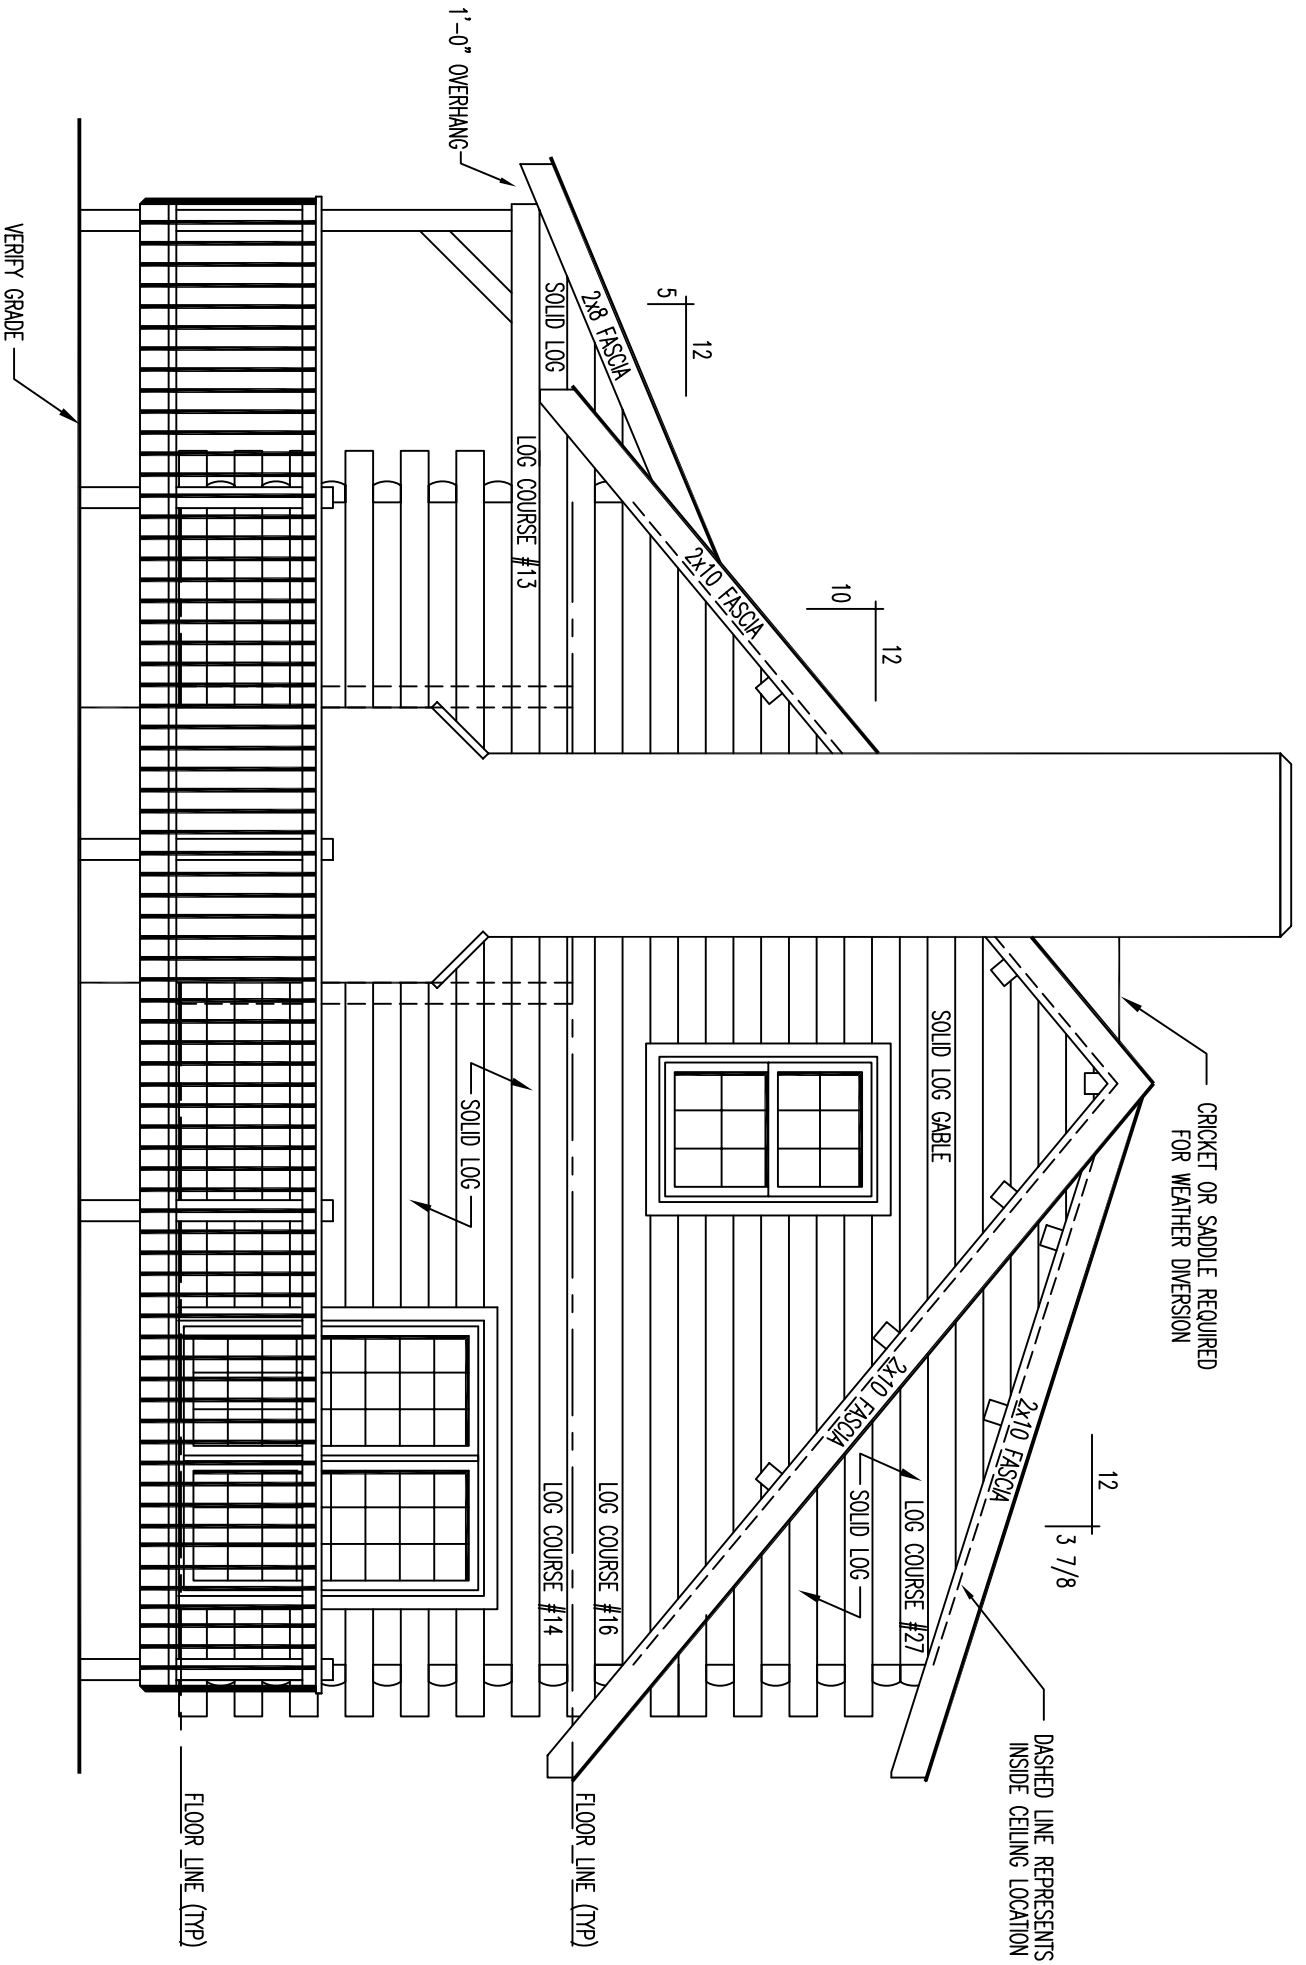 CRICKET OR SADDLE REQUIRED
FOR WEATHER DIVERSION
12
3 7/8
DASHED LINE REPRESENTS
INSIDE CEILING LOCATION
2x10 FASCIA
SOLID LOG GABLE
LOG COURSE #27
12
10
2x10 FASCIA
SOLID LOG
12
5
2x10 FASCIA
2x8 FASCIA
SOLID LOG
LOG COURSE #16
FLOOR LINE (TYP)
LOG COURSE #14
LOG COURSE #13
1'-0" OVERHANG
SOLID LOG
FLOOR LINE (TYP)
VERIFY GRADE